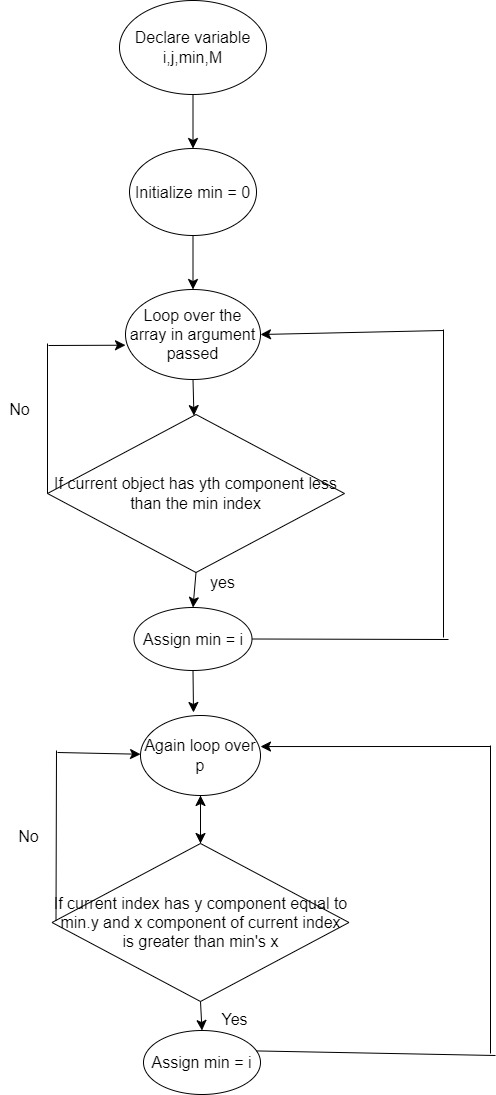 Declare variable
i,j,min,M
Initialize min = 0
Loop over the
array in argument
passed
No
If current object has yth component less
than the min index
yes
Assign min = i
Again loop over
p
No
If current index has y component equal to
min.y and x component of current index
is greater than min's x
Yes
Assign min = i